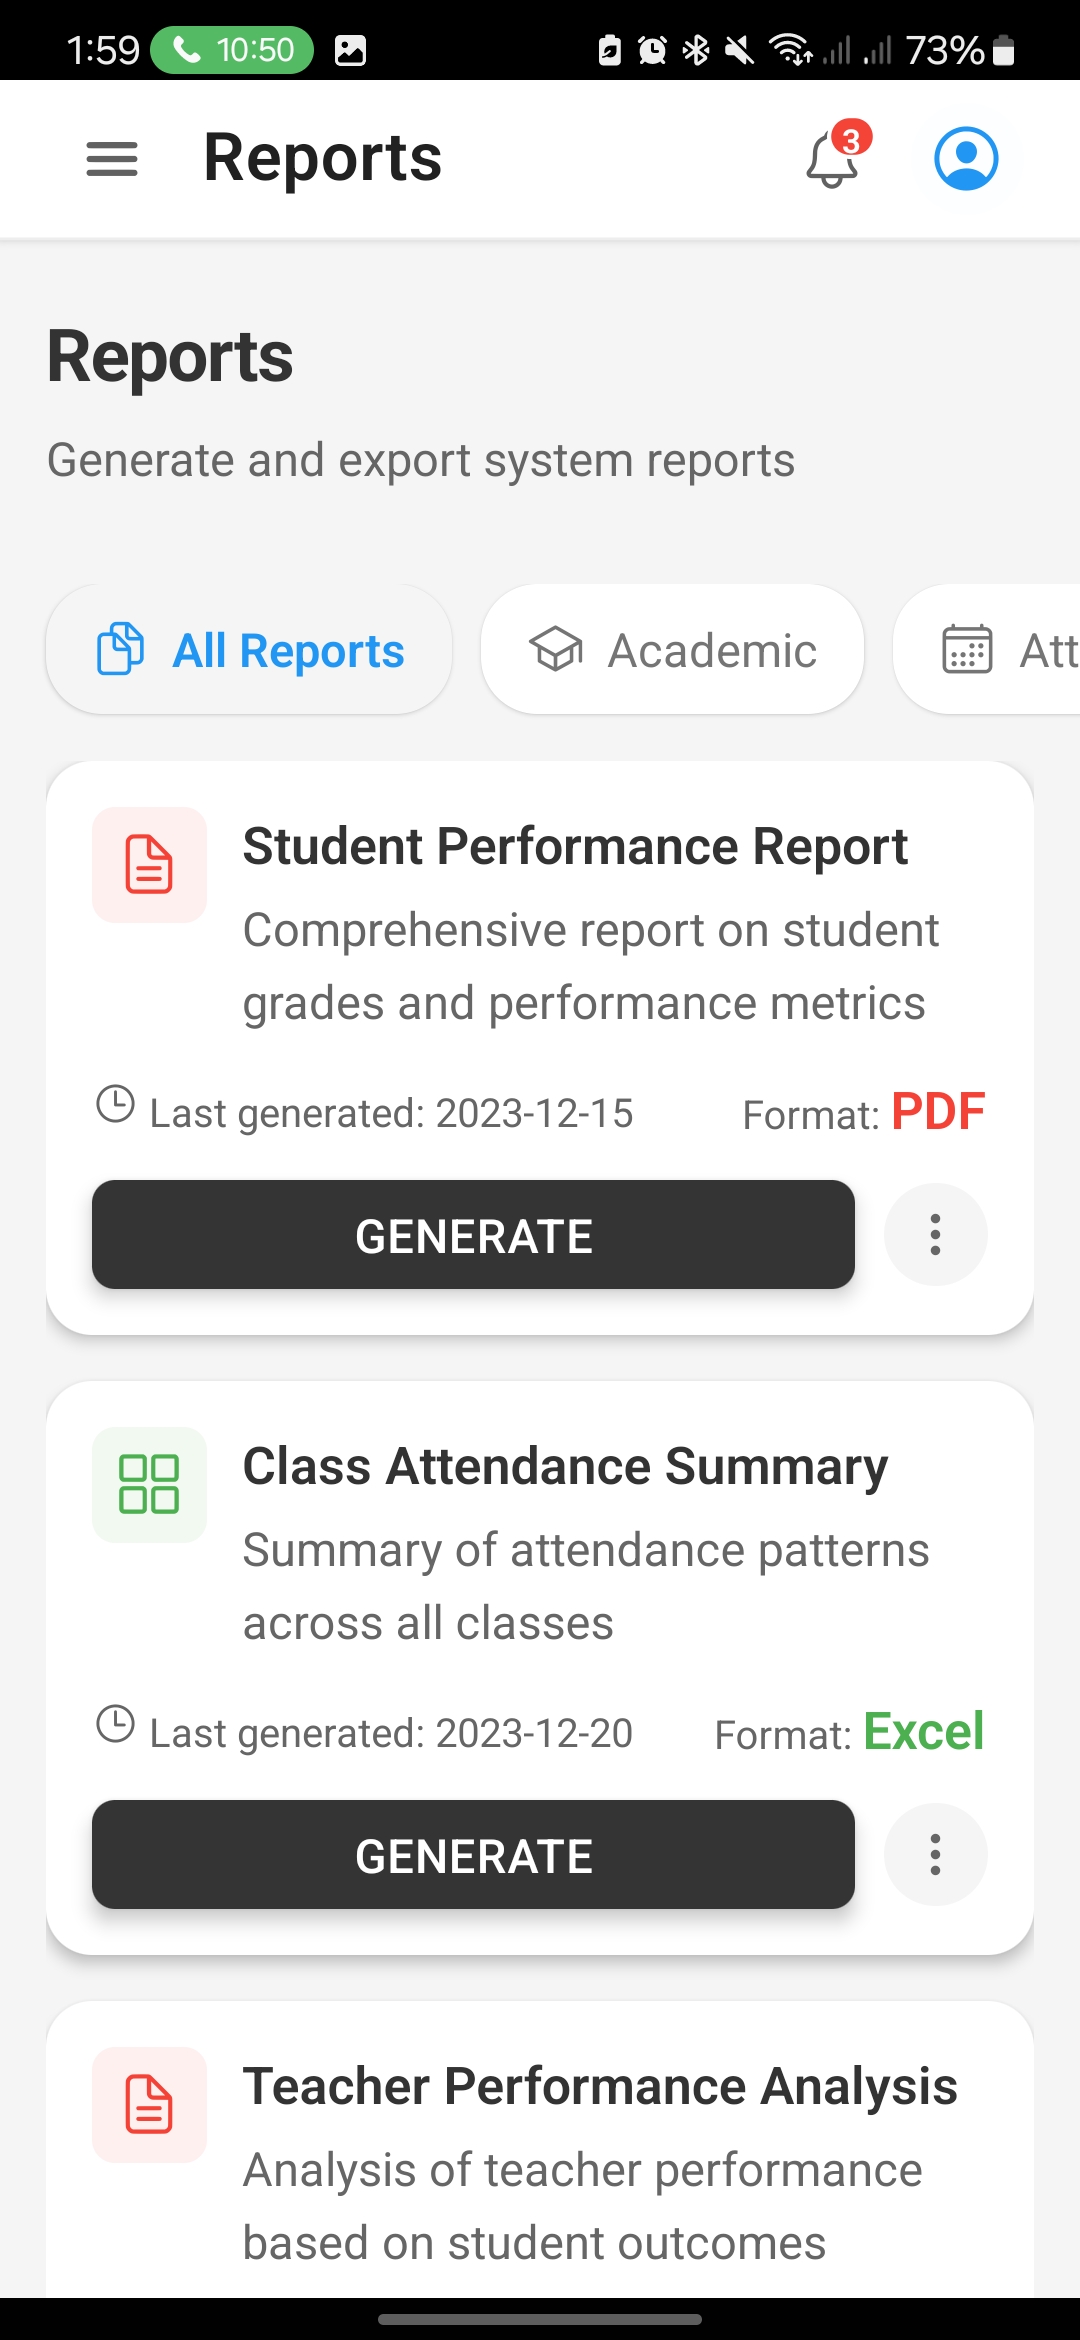 1:59 10:50 73%
Reports 3
Reports
Generate and export system reports
All Reports Academic Att
Student Performance Report
Comprehensive report on student
grades and performance metrics
Last generated: 2023-12-15 Format: PDF
GENERATE
Class Attendance Summary
Summary of attendance patterns
across all classes
Last generated: 2023-12-20 Format: Excel
GENERATE
Teacher Performance Analysis
Analysis of teacher performance
based on student outcomes